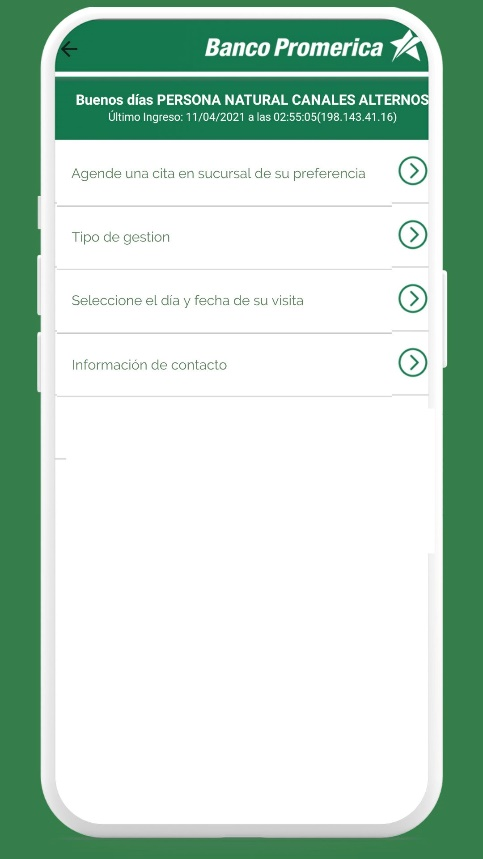 Banco Promerica
Buenos días PERSONA NATURAL CANALES ALTERNOS
Último Ingreso: 11/04/2021 a las 02:55:05(198.143.41.16)
Agende una cita en sucursal de su preferencia
Tipo de gestion
Seleccione el día y fecha de su visita
Información de contacto